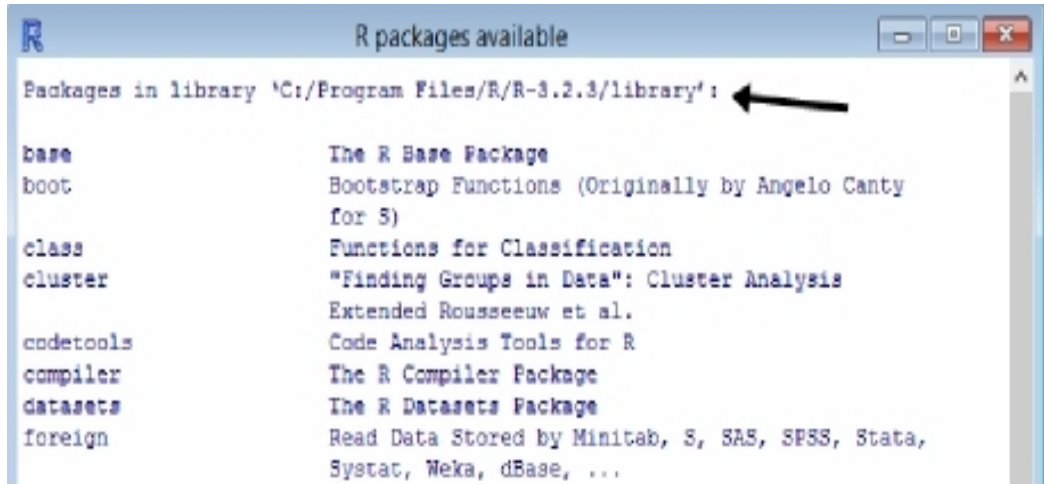 R R packages available
Packages in library 'C:/Program Files/R/R-3.2.3/library':
base The R Base Package
boot Bootstrap Functions (Originally by Angelo Canty
for S)
class Functions for Classification
cluster "Finding Groups in Data": Cluster Analysis
Extended Rousseeuw et al.
codetools Code Analysis Tools for R
compiler The R Compiler Package
datasets The R Datasets Package
foreign Read Data Stored by Minitab, S, SAS, SPSS, Stata,
Systat, Weka, dBase, ...